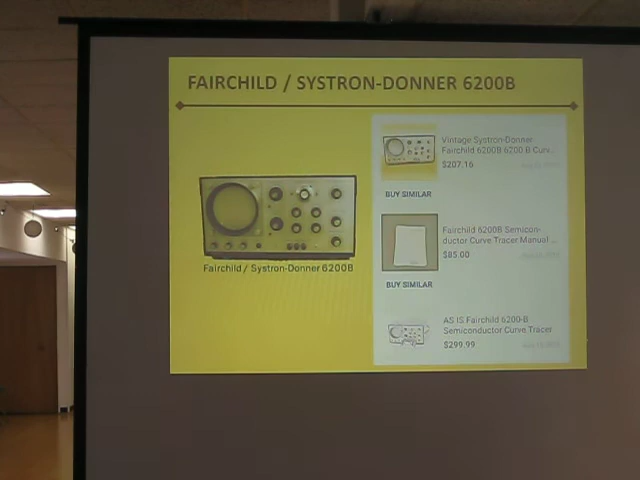 FAIRCHILD / SYSTRON-DONNER 6200B
Fairchild / Systron-Donner 6200B
Vintage Systron-Donner
Fairchild 6200B 6200 B Curv...
$207.16
BUY SIMILAR
Fairchild 6200B Semicon-
ductor Curve Tracer Manual ...
$85.00
BUY SIMILAR
AS IS Fairchild 6200-B
Semiconductor Curve Tracer
$299.99